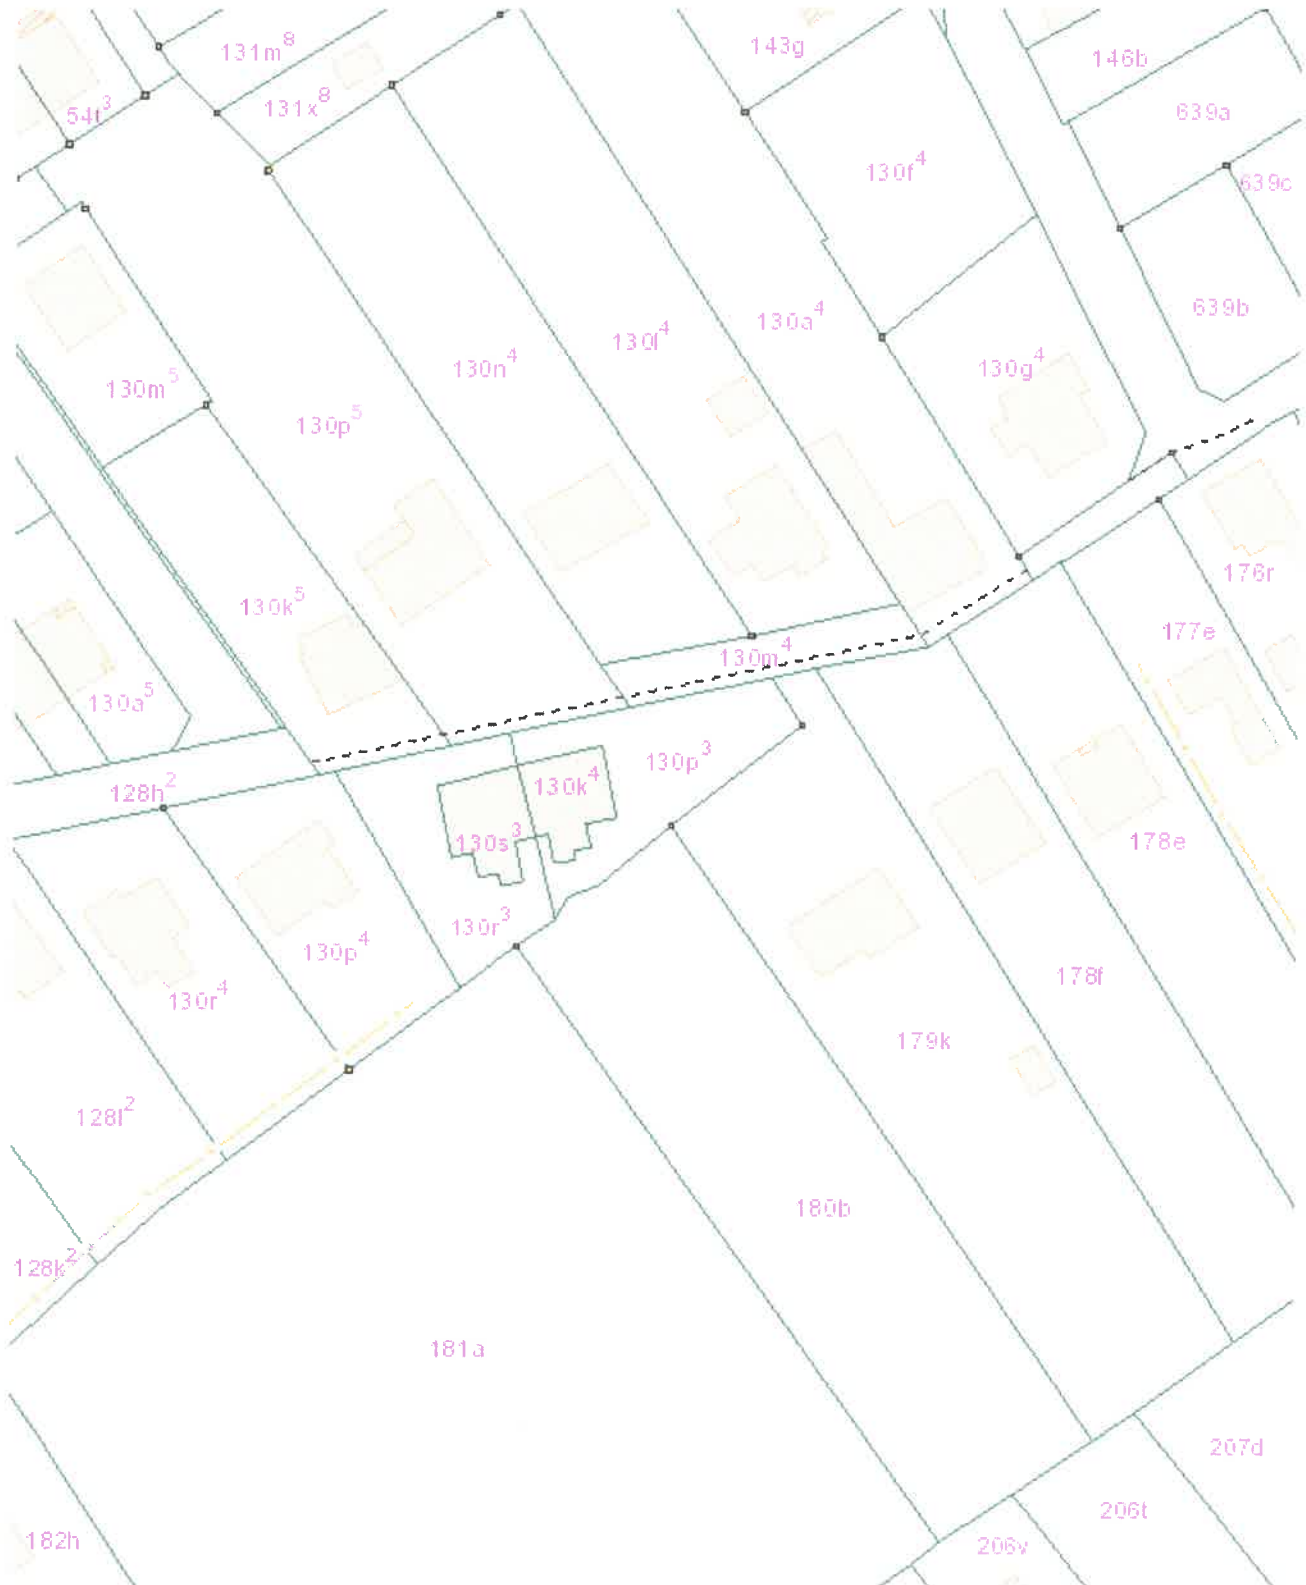 131m⁸
143g
146b
54t³
131x⁸
639a
130f⁴
639c
130a⁴
639b
130l⁴
130n⁴
130g⁴
130m⁵
130p⁵
176r
130k⁵
177e
130m⁴
130a⁵
130p³
128h²
130k⁴
130s³
178e
130r³
130p⁴
178f
130r⁴
179k
128l²
180b
128k²
181a
207d
206t
182h
206v